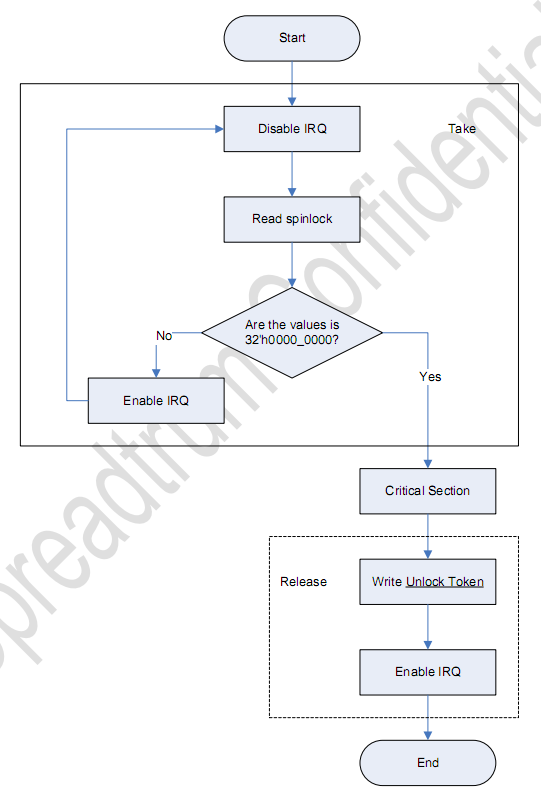 Start
Disable IRQ
Take
Read spinlock
Are the values is
32'h0000_0000?
No
Yes
Enable IRQ
Critical Section
Release
Write Unlock Token
Enable IRQ
End
Spreadtrum Confidential